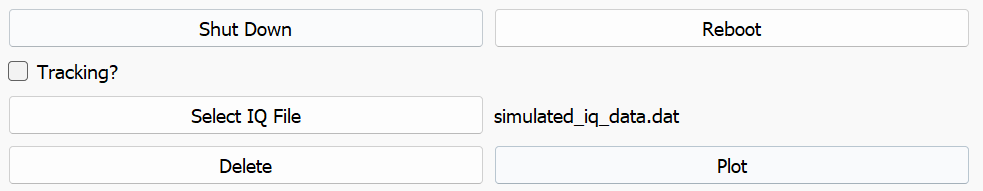 Shut Down Reboot
Tracking?
Select IQ File simulated_iq_data.dat
Delete Plot